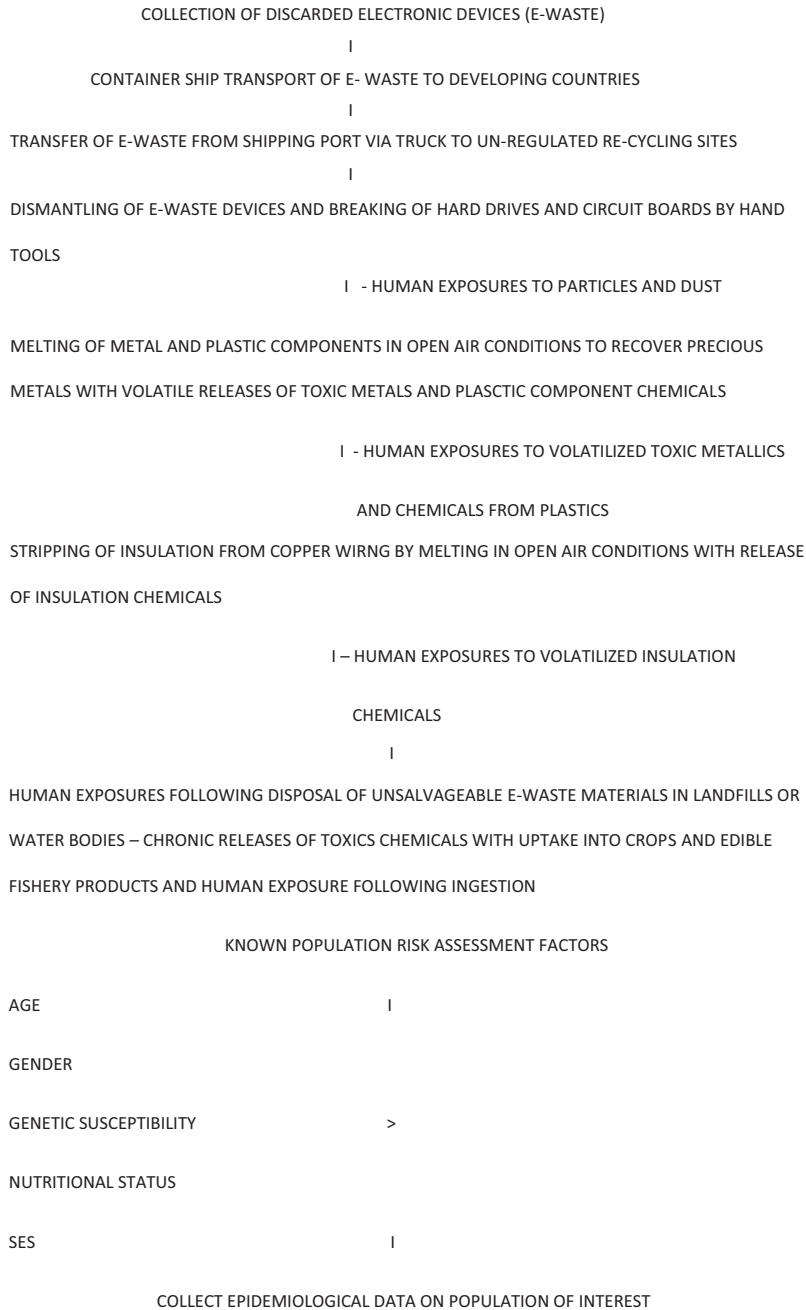 COLLECTION OF DISCARDED ELECTRONIC DEVICES (E-WASTE)
I
CONTAINER SHIP TRANSPORT OF E- WASTE TO DEVELOPING COUNTRIES
I
TRANSFER OF E-WASTE FROM SHIPPING PORT VIA TRUCK TO UN-REGULATED RE-CYCLING SITES
I
DISMANTLING OF E-WASTE DEVICES AND BREAKING OF HARD DRIVES AND CIRCUIT BOARDS BY HAND
TOOLS
I - HUMAN EXPOSURES TO PARTICLES AND DUST
MELTING OF METAL AND PLASTIC COMPONENTS IN OPEN AIR CONDITIONS TO RECOVER PRECIOUS
METALS WITH VOLATILE RELEASES OF TOXIC METALS AND PLASCTIC COMPONENT CHEMICALS
I - HUMAN EXPOSURES TO VOLATILIZED TOXIC METALLICS
AND CHEMICALS FROM PLASTICS
STRIPPING OF INSULATION FROM COPPER WIRNG BY MELTING IN OPEN AIR CONDITIONS WITH RELEASE
OF INSULATION CHEMICALS
I – HUMAN EXPOSURES TO VOLATILIZED INSULATION
CHEMICALS
I
HUMAN EXPOSURES FOLLOWING DISPOSAL OF UNSALVAGEABLE E-WASTE MATERIALS IN LANDFILLS OR
WATER BODIES – CHRONIC RELEASES OF TOXICS CHEMICALS WITH UPTAKE INTO CROPS AND EDIBLE
FISHERY PRODUCTS AND HUMAN EXPOSURE FOLLOWING INGESTION
KNOWN POPULATION RISK ASSESSMENT FACTORS
AGE I
GENDER
GENETIC SUSCEPTIBILITY >
NUTRITIONAL STATUS
SES I
COLLECT EPIDEMIOLOGICAL DATA ON POPULATION OF INTEREST